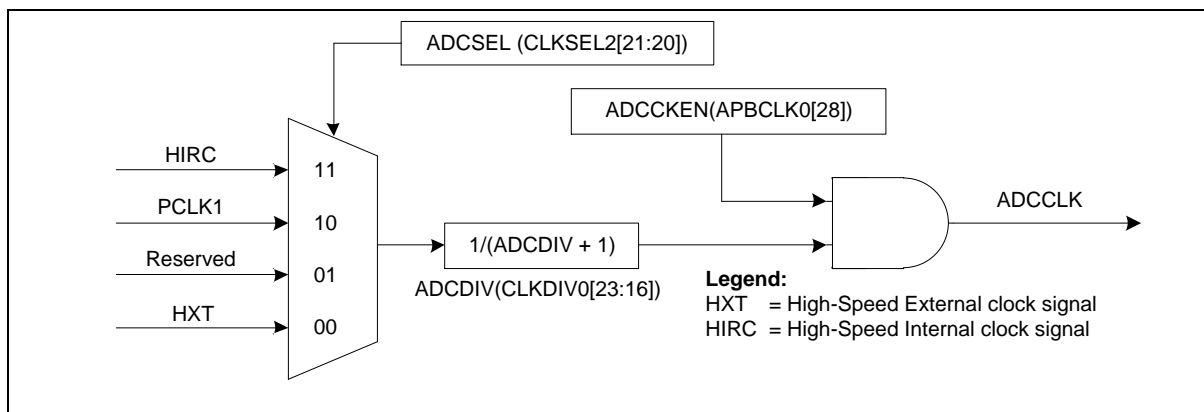 ADCSEL (CLKSEL2[21:20])
ADCCKEN(APBCLK0[28])
HIRC
11
PCLK1
10
ADCCLK
Reserved
01
1/(ADCDIV + 1)
ADCDIV(CLKDIV0[23:16])
HXT
00
Legend:
HXT = High-Speed External clock signal
HIRC = High-Speed Internal clock signal